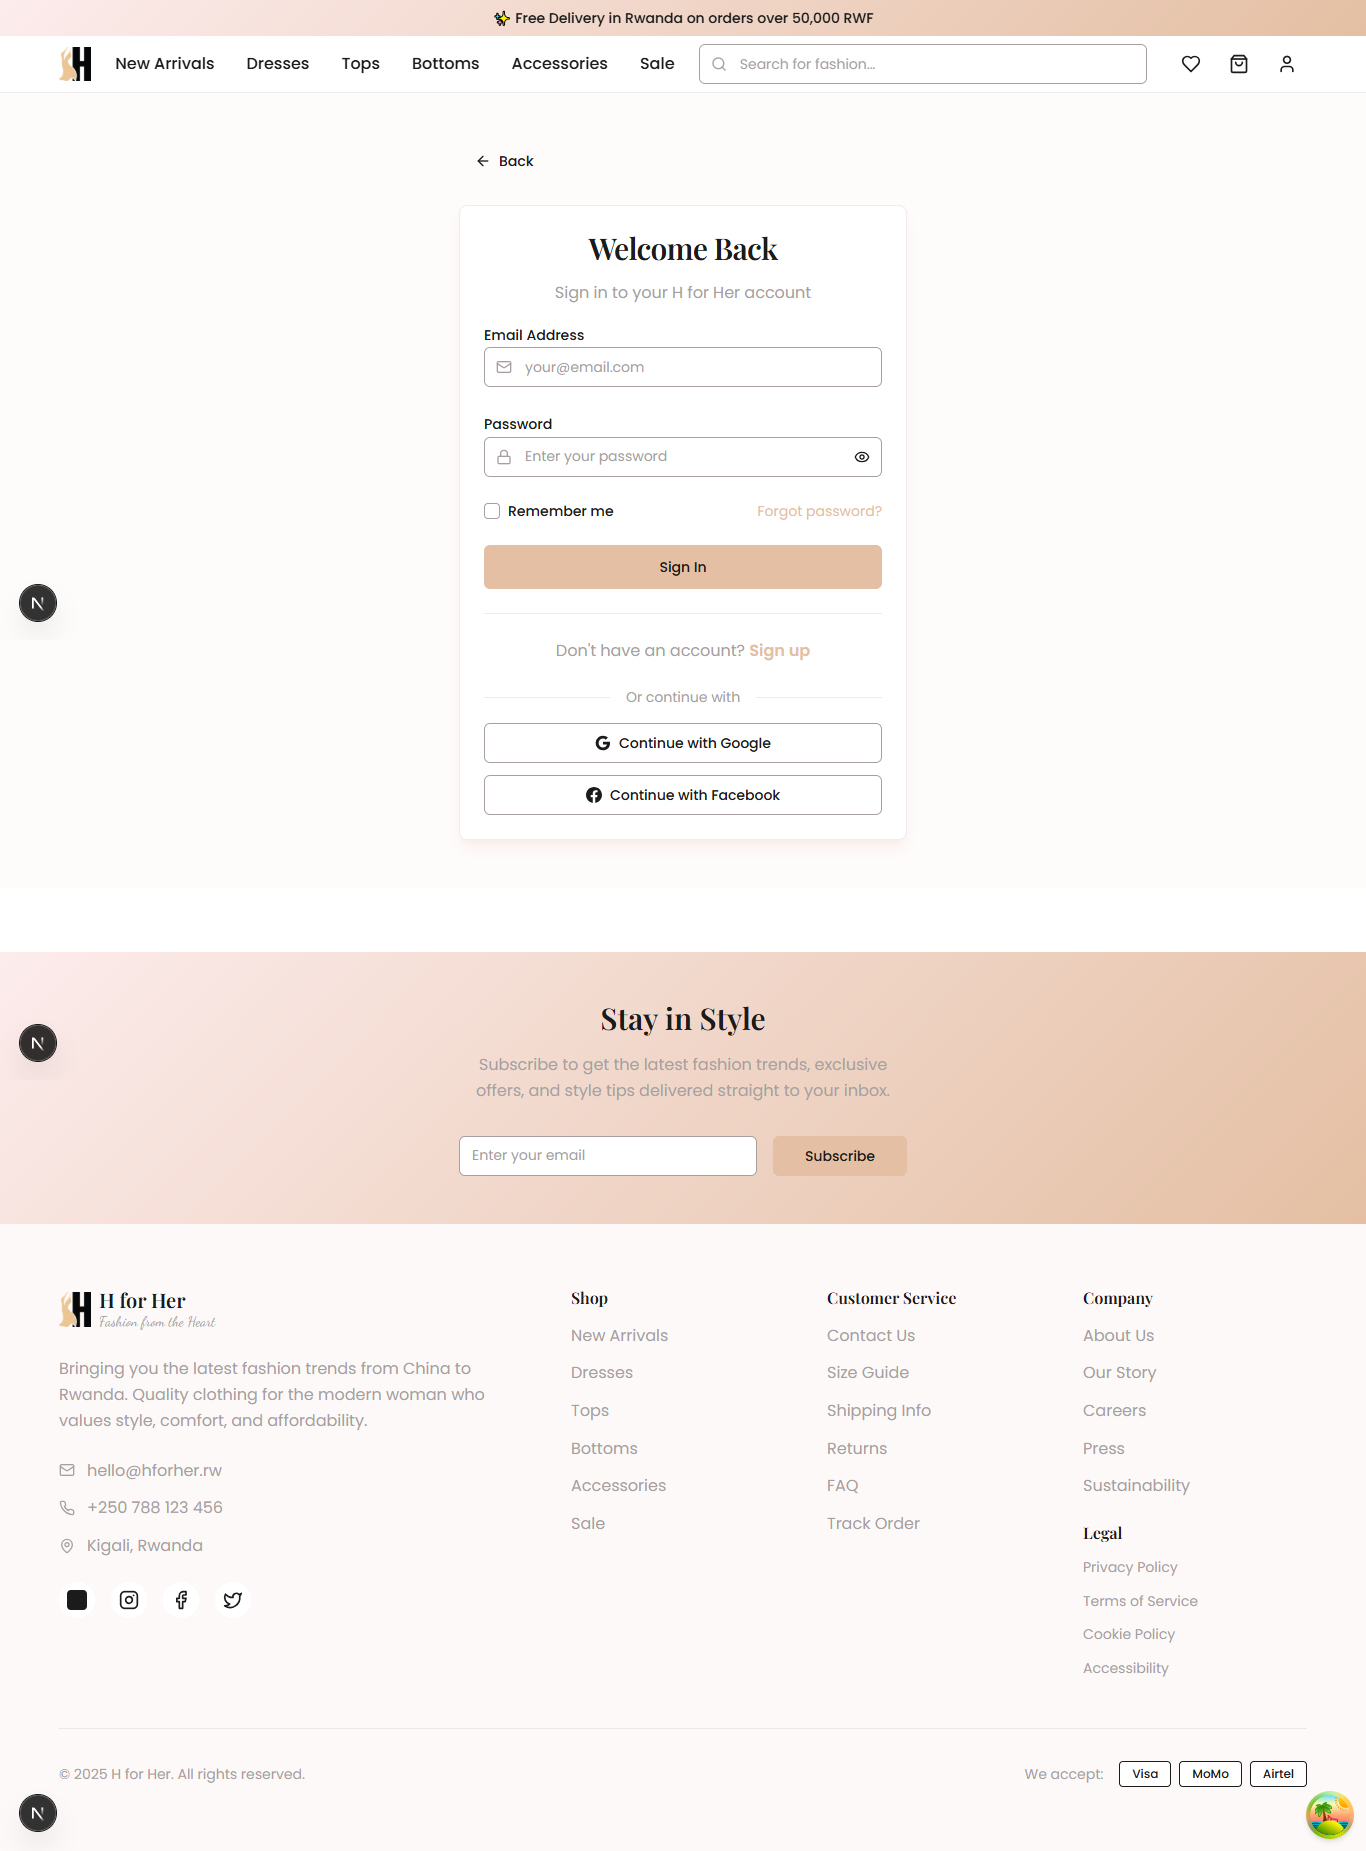 ✨ Free Delivery in Rwanda on orders over 50,000 RWF
H New Arrivals Dresses Tops Bottoms Accessories Sale Search for fashion...
Back
Welcome Back
Sign in to your H for Her account
Email Address
your@email.com
Password
Enter your password
Remember me Forgot password?
Sign In
N
Don't have an account? Sign up
Or continue with
G Continue with Google
Continue with Facebook
Stay in Style
N
Subscribe to get the latest fashion trends, exclusive
offers, and style tips delivered straight to your inbox.
Enter your email Subscribe
H H for Her
Fashion from the Heart
Bringing you the latest fashion trends from China to
Rwanda. Quality clothing for the modern woman who
values style, comfort, and affordability.
hello@hforher.rw
+250 788 123 456
Kigali, Rwanda
Shop
New Arrivals
Dresses
Tops
Bottoms
Accessories
Sale
Customer Service
Contact Us
Size Guide
Shipping Info
Returns
FAQ
Track Order
Company
About Us
Our Story
Careers
Press
Sustainability
Legal
Privacy Policy
Terms of Service
Cookie Policy
Accessibility
© 2025 H for Her. All rights reserved.
We accept: Visa MoMo Airtel
N